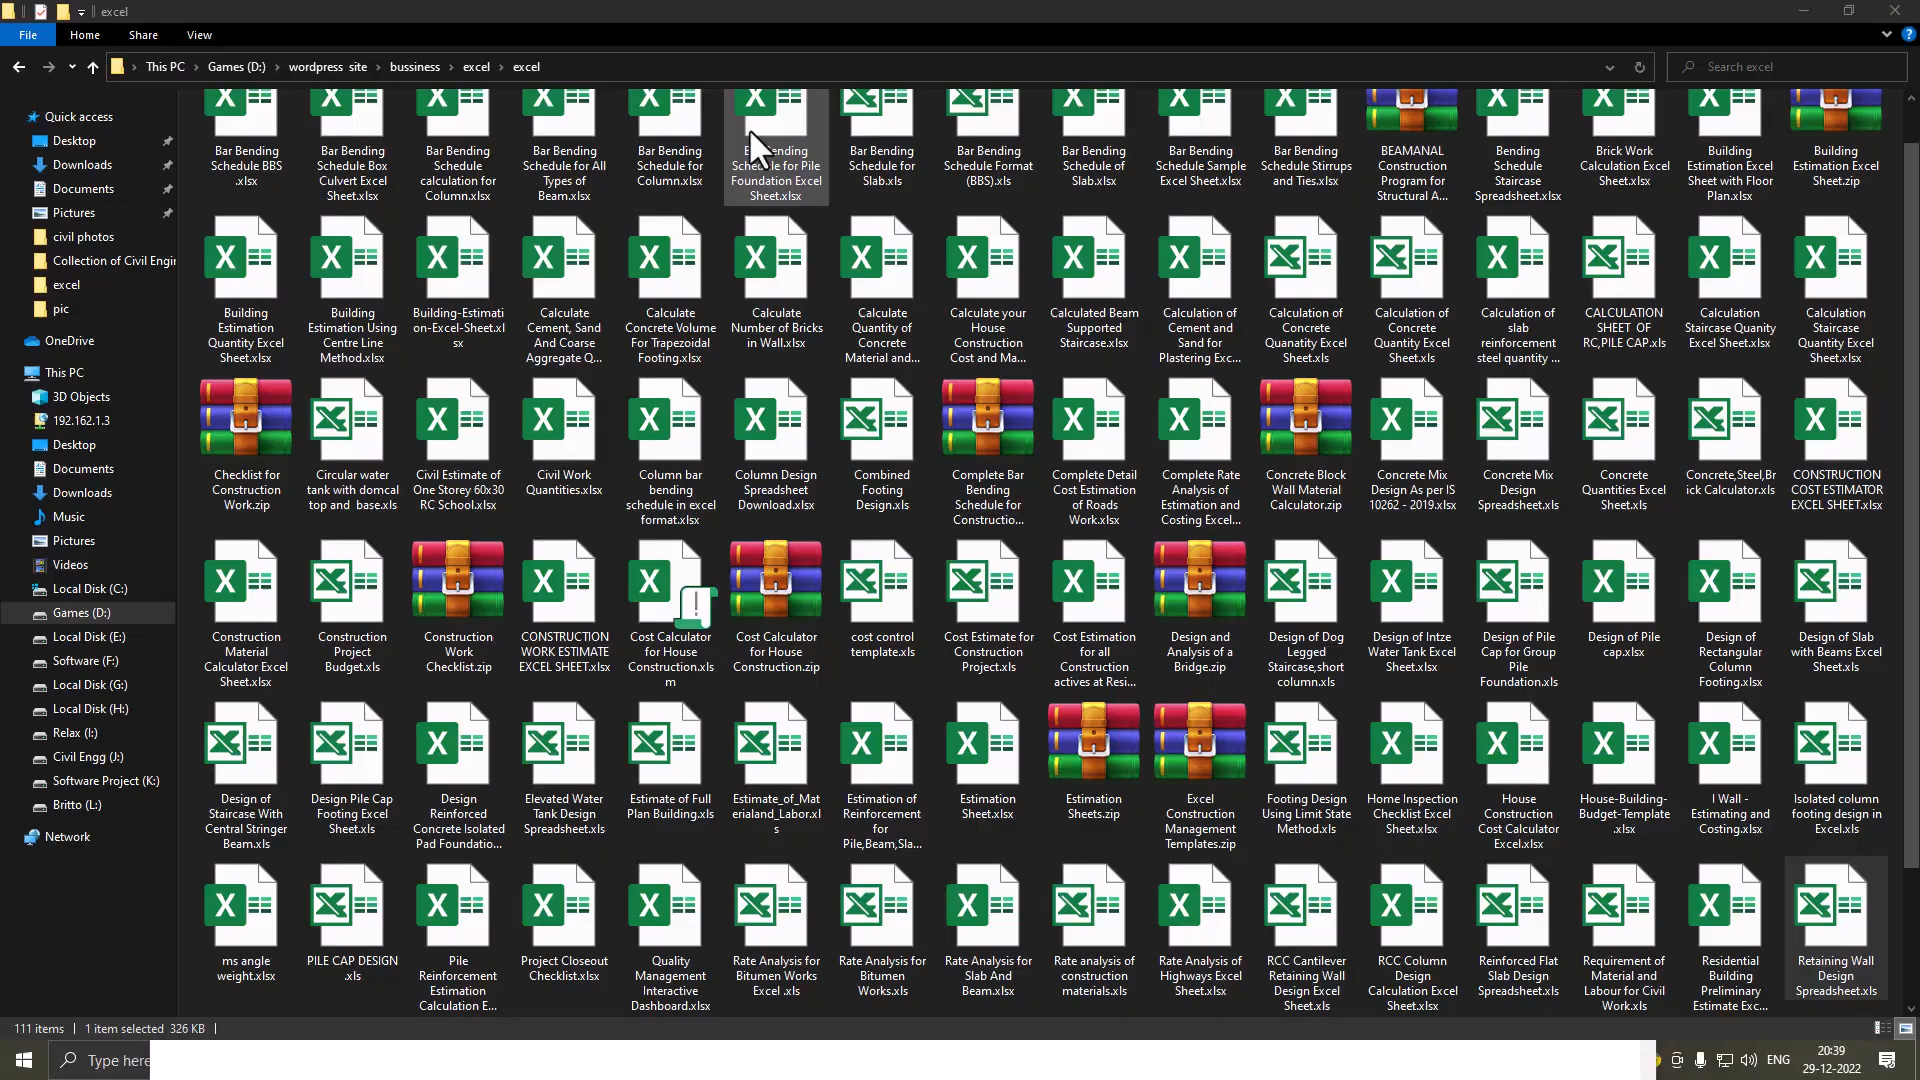 excel
File
Home
Share
View
This PC
Games (D:)
wordpress site
bussiness
excel
excel
Search excel
Quick access
Desktop
Downloads
Documents
Pictures
civil photos
Collection of Civil Engir
excel
pic
OneDrive
This PC
3D Objects
192.162.1.3
Desktop
Documents
Downloads
Music
Pictures
Videos
Local Disk (C:)
Games (D:)
Local Disk (E:)
Software (F:)
Local Disk (G:)
Local Disk (H:)
Relax (I:)
Civil Engg (J:)
Software Project (K:)
Britto (L:)
Network
Bar Bending
Schedule BBS
.xlsx
Bar Bending
Schedule Box
Culvert Excel
Sheet.xlsx
Bar Bending
Schedule
calculation for
Column.xlsx
Bar Bending
Schedule for All
Types of
Beam.xlsx
Bar Bending
Schedule for
Column.xlsx
ending
Schedule for Pile
Foundation Excel
Sheet.xlsx
Bar Bending
Schedule for
Slab.xls
Bar Bending
Schedule Format
(BBS).xls
Bar Bending
Schedule of
Slab.xlsx
Bar Bending
Schedule Sample
Excel Sheet.xlsx
Bar Bending
Schedule Stirrups
and Ties.xlsx
BEAMANAL
Construction
Program for
Structural A...
Bending
Schedule
Staircase
Spreadsheet.xlsx
Brick Work
Calculation Excel
Sheet.xlsx
Building
Estimation Excel
Sheet with Floor
Plan.xlsx
Building
Estimation Excel
Sheet.zip
Building
Estimation
Quantity Excel
Sheet.xlsx
Building
Estimation Using
Centre Line
Method.xlsx
Building-Estimati
on-Excel-Sheet.xl
sx
Calculate
Cement, Sand
And Coarse
Aggregate Q...
Calculate
Concrete Volume
For Trapezoidal
Footing.xlsx
Calculate
Number of Bricks
in Wall.xlsx
Calculate
Quantity of
Concrete
Material and...
Calculate your
House
Construction
Cost and Ma...
Calculated Beam
Supported
Staircase.xlsx
Calculation of
Cement and
Sand for
Plastering Exc...
Calculation of
Concrete
Quanatity Excel
Sheet.xls
Calculation of
Concrete
Quantity Excel
Sheet.xls
Calculation of
slab
reinforcement
steel quantity ...
CALCULATION
SHEET OF
RC,PILE CAP.xls
Calculation
Staircase Quanity
Excel Sheet.xlsx
Calculation
Staircase
Quantity Excel
Sheet.xlsx
Checklist for
Construction
Work.zip
Circular water
tank with domcal
top and base.xls
Civil Estimate of
One Storey 60x30
RC School.xlsx
Civil Work
Quantities.xlsx
Column bar
bending
schedule in excel
format.xlsx
Column Design
Spreadsheet
Download.xlsx
Combined
Footing
Design.xls
Complete Bar
Bending
Schedule for
Constructio...
Complete Detail
Cost Estimation
of Roads
Work.xlsx
Complete Rate
Analysis of
Estimation and
Costing Excel...
Concrete Block
Wall Material
Calculator.zip
Concrete Mix
Design As per IS
10262 - 2019.xlsx
Concrete Mix
Design
Spreadsheet.xls
Concrete
Quantities Excel
Sheet.xls
Concrete,Steel,Br
ick Calculator.xls
CONSTRUCTION
COST ESTIMATOR
EXCEL SHEET.xlsx
Construction
Material
Calculator Excel
Sheet.xlsx
Construction
Project
Budget.xls
Construction
Work
Checklist.zip
CONSTRUCTION
WORK ESTIMATE
EXCEL SHEET.xlsx
Cost Calculator
for House
Construction.xls
m
Cost Calculator
for House
Construction.zip
cost control
template.xls
Cost Estimate for
Construction
Project.xls
Cost Estimation
for all
Construction
actives at Resi...
Design and
Analysis of a
Bridge.zip
Design of Dog
Legged
Staircase,short
column.xls
Design of Intze
Water Tank Excel
Sheet.xlsx
Design of Pile
Cap for Group
Pile
Foundation.xlsx
Design of Pile
cap.xlsx
Design of
Rectangular
Column
Footing.xlsx
Design of Slab
with Beams Excel
Sheet.xls
Design of
Staircase With
Central Stringer
Beam.xls
Design Pile Cap
Footing Excel
Sheet.xls
Design
Reinforced
Concrete Isolated
Pad Foundatio...
Elevated Water
Tank Design
Spreadsheet.xls
Estimate of Full
Plan Building.xls
Estimate_of_Mat
erialand_Labor.xl
s
Estimation of
Reinforcement
for
Pile,Beam,Sla...
Estimation
Sheet.xlsx
Estimation
Sheets.zip
Excel
Construction
Management
Templates.zip
Footing Design
Using Limit State
Method.xls
Home Inspection
Checklist Excel
Sheet.xlsx
House
Construction
Cost Calculator
Excel.xlsx
House-Building-
Budget-Template
.xlsx
I Wall -
Estimating and
Costing.xlsx
Isolated column
footing design in
Excel.xls
ms angle
weight.xlsx
PILE CAP DESIGN
.xls
Pile
Reinforcement
Estimation
Calculation E...
Project Closeout
Checklist.xlsx
Quality
Management
Interactive
Dashboard.xlsx
Rate Analysis for
Bitumen Works
Excel .xls
Rate Analysis for
Bitumen
Works.xls
Rate Analysis for
Slab And
Beam.xlsx
Rate analysis of
construction
materials.xls
Rate Analysis of
Highways Excel
Sheet.xlsx
RCC Cantilever
Retaining Wall
Design Excel
Sheet.xls
RCC Column
Design
Calculation Excel
Sheet.xlsx
Reinforced Flat
Slab Design
Spreadsheet.xls
Requirement of
Material and
Labour for Civil
Work.xls
Residential
Building
Preliminary
Estimate Exc...
Retaining Wall
Design
Spreadsheet.xls
111 items
1 item selected 326 KB
Type here
ENG
20:39
29-12-2022